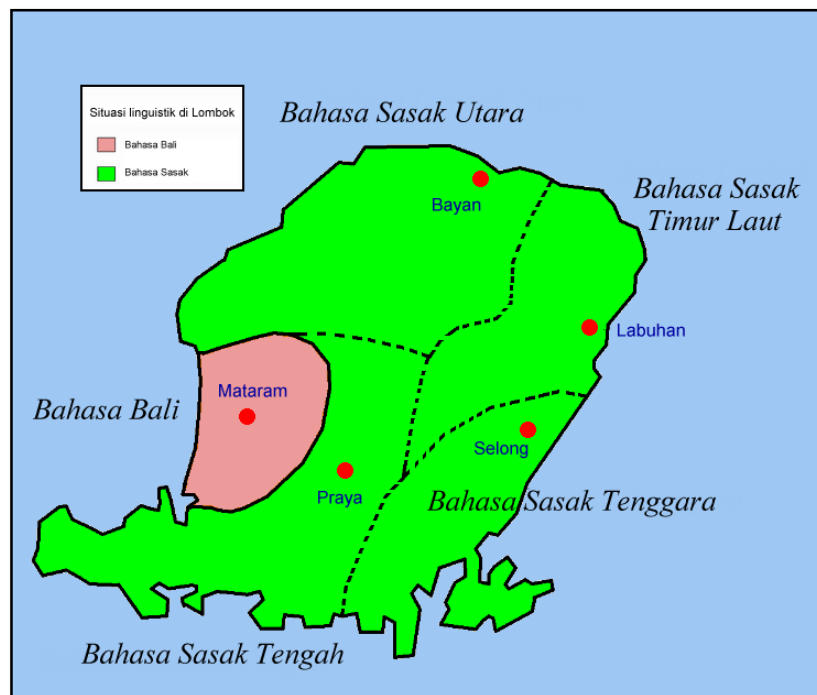 Situasi linguistik di Lombok
Bahasa Bali
Bahasa Sasak
Bahasa Sasak Utara
Bahasa Sasak
Timur Laut
Bayan
Labuhan
Mataram
Bahasa Bali
Selong
Praya
Bahasa Sasak Tenggara
Bahasa Sasak Tengah